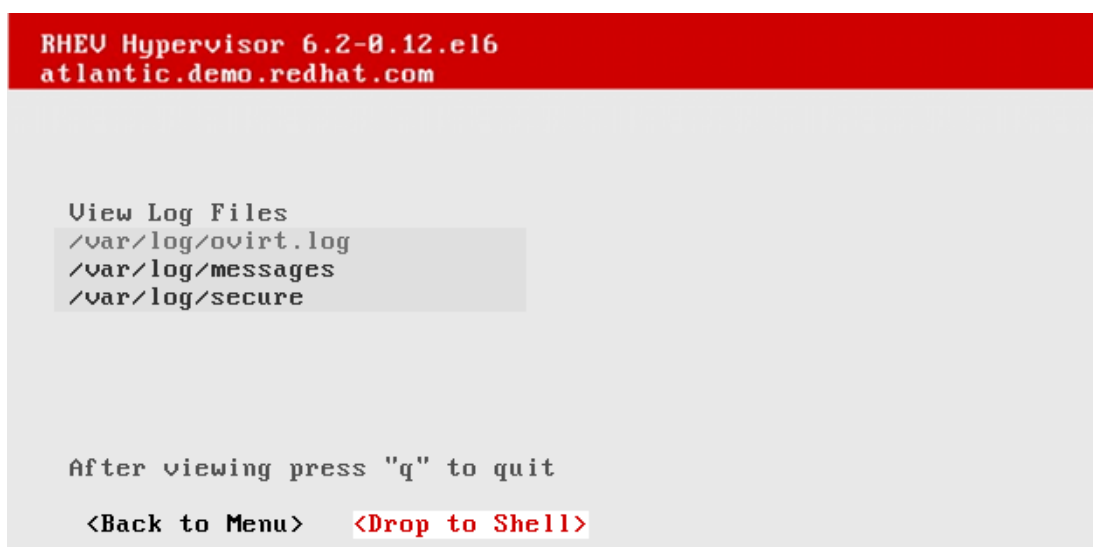 RHEV Hypervisor 6.2-0.12.el6
atlantic.demo.redhat.com
View Log Files
/var/log/ovirt.log
/var/log/messages
/var/log/secure
After viewing press "q" to quit
<Back to Menu> <Drop to Shell>